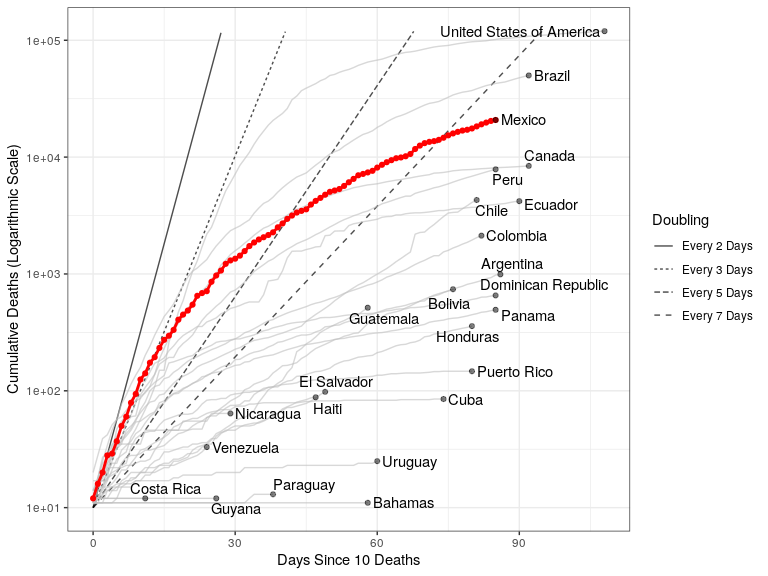 United States of America
1e+05
Brazil
Mexico
Canada
1e+04
Peru
Chile
Ecuador
Colombia
Argentina
1e+03
Dominican Republic
Bolivia
Guatemala
Panama
Honduras
El Salvador
Puerto Rico
1e+02
Haiti
Cuba
Nicaragua
Venezuela
Uruguay
Costa Rica
Paraguay
1e+01
Guyana
Bahamas
0
30
60
90
Days Since 10 Deaths
Cumulative Deaths (Logarithmic Scale)
Doubling
Every 2 Days
Every 3 Days
Every 5 Days
Every 7 Days